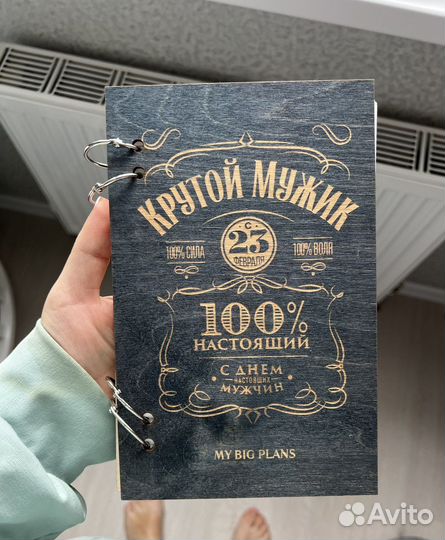 КРУТОЙ МУЖИК
100% СИЛА
С
23
ФЕВРАЛЯ
100% ВОЛЯ
100%
НАСТОЯЩИЙ
С ДНЕМ
НАСТОЯЩИХ
МУЖЧИН
MY BIG PLANS
Avito